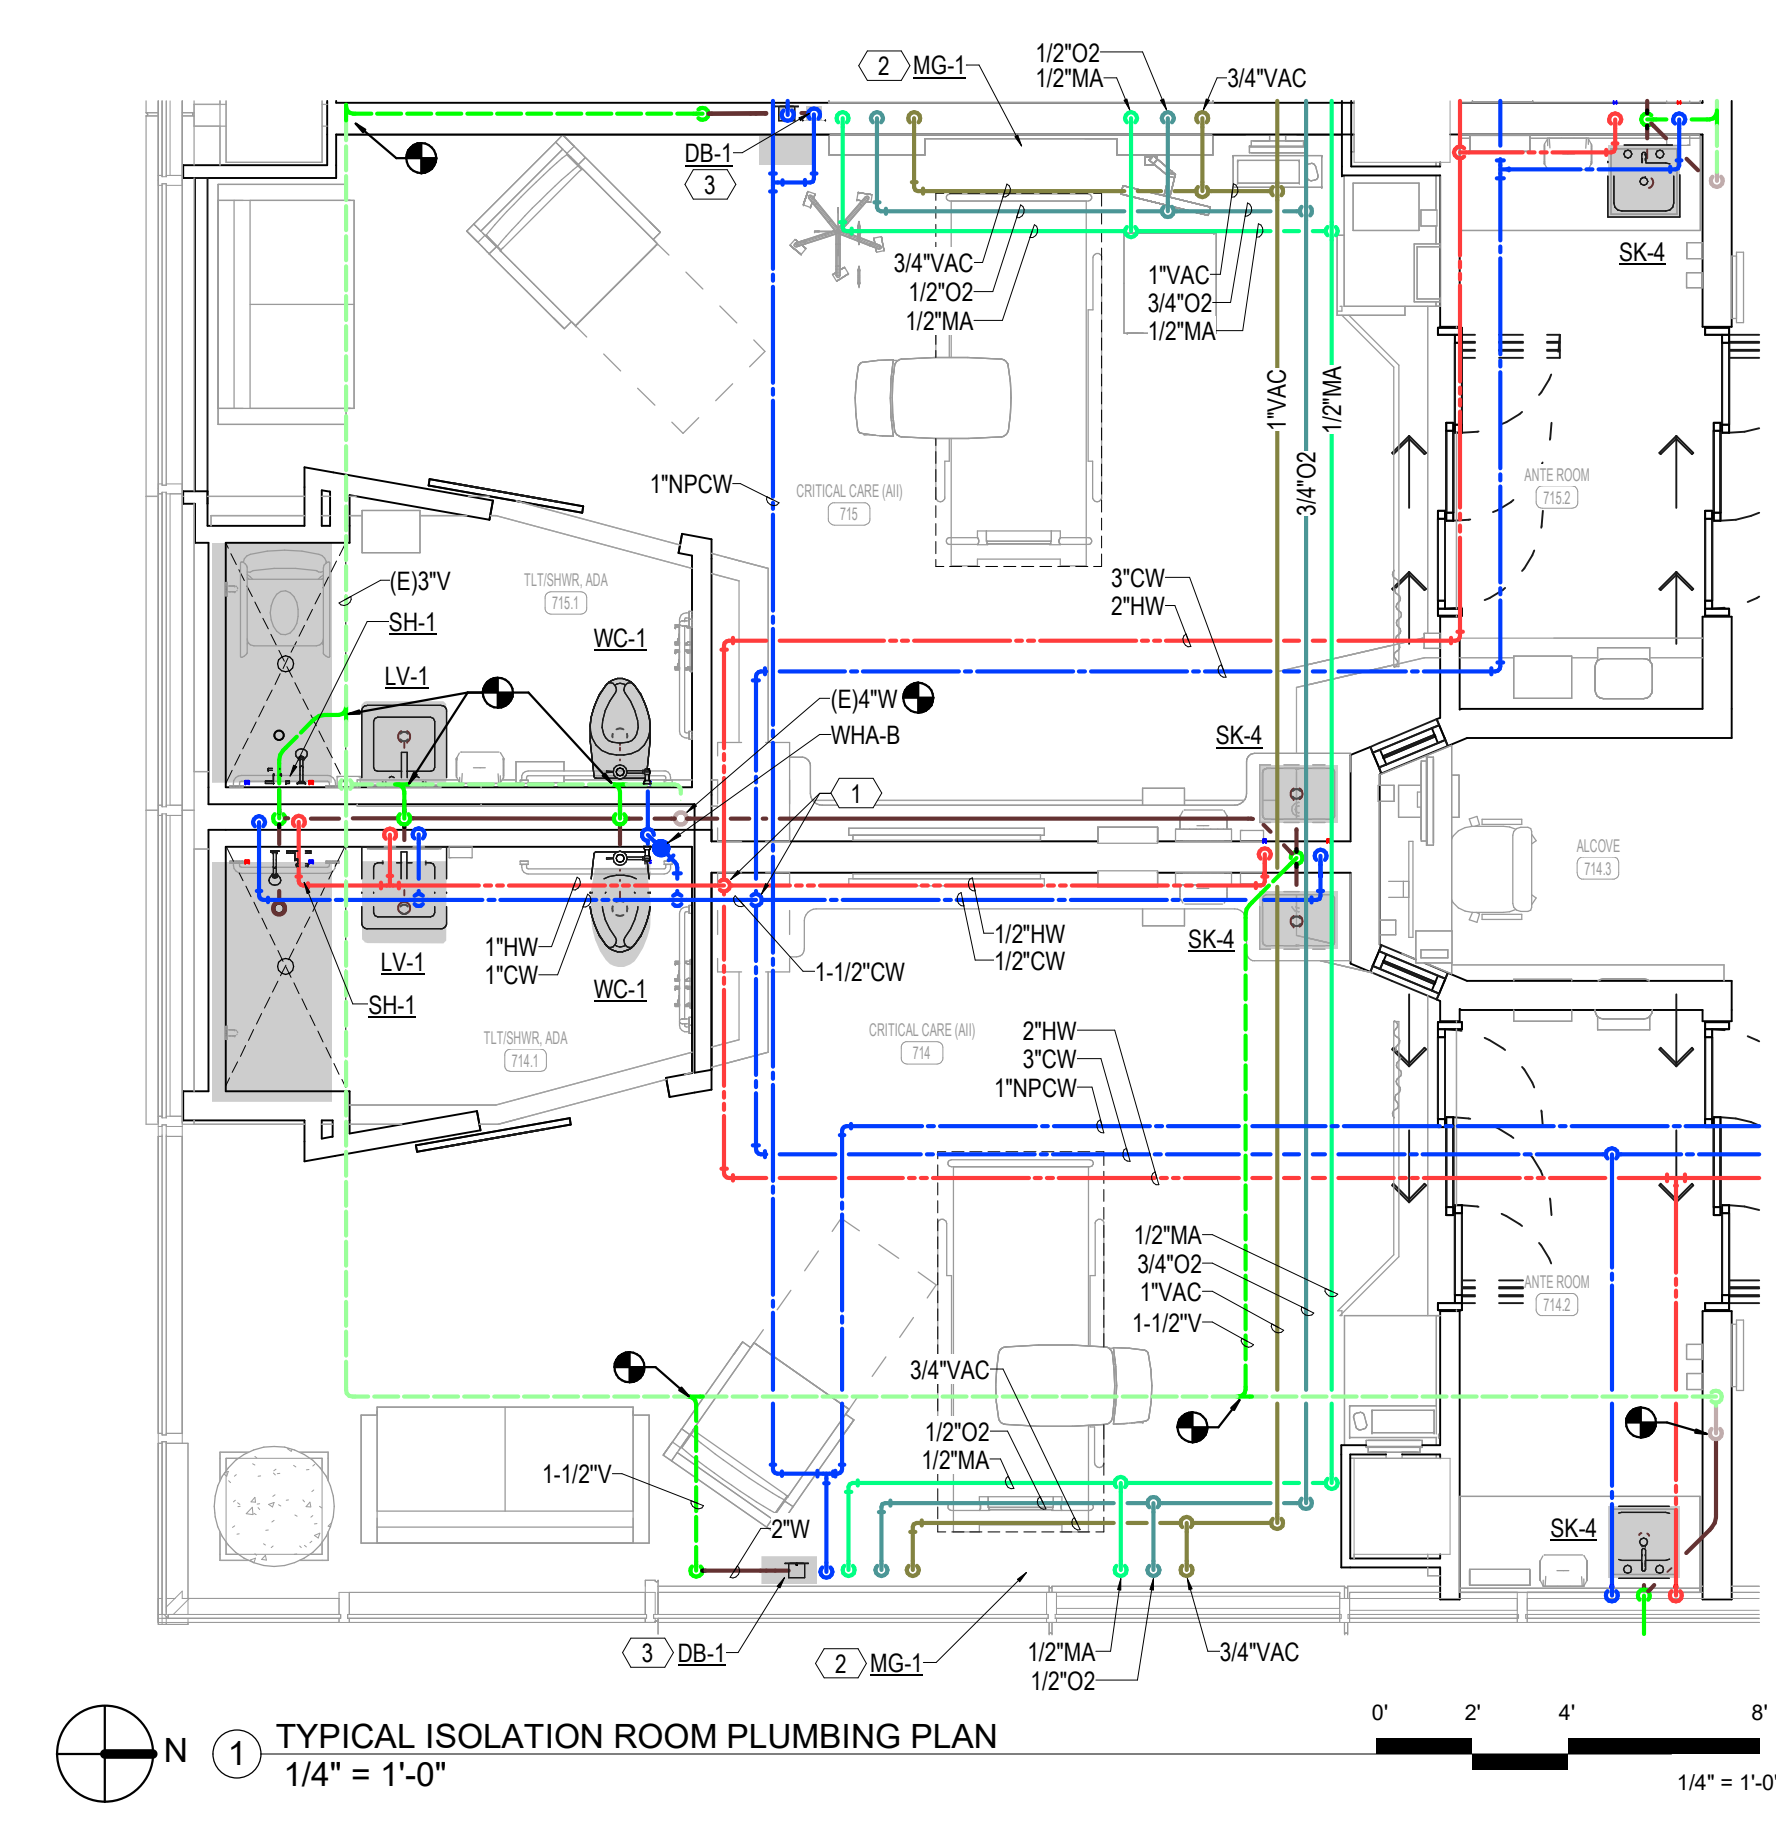 1/2"O2
2 MG-1
1/2"MA
3/4"VAC
DB-1
3
SK-4
3/4"VAC
1/2"O2
1/2"MA
1"VAC
3/4"O2
1/2"MA
1"VAC
1/2"MA
3/4"O2
1"NPCW
CRITICAL CARE (AII)
715
ANTE ROOM
715.2
(E)3"V
TLT/SHWR, ADA
715.1
SH-1
WC-1
LV-1
3"CW
2"HW
(E)4"W
WHA-B
SK-4
1
ALCOVE
714.3
1"HW
1"CW
LV-1
WC-1
SH-1
1-1/2"CW
1/2"HW
1/2"CW
SK-4
TLT/SHWR, ADA
714.1
CRITICAL CARE (AII)
714
2"HW
3"CW
1"NPCW
1/2"MA
3/4"O2
1"VAC
1-1/2"V
ANTE ROOM
714.2
3/4"VAC
1/2"O2
1/2"MA
1-1/2"V
2"W
SK-4
3 DB-1
2 MG-1
1/2"MA
1/2"O2
3/4"VAC
N
1
TYPICAL ISOLATION ROOM PLUMBING PLAN
1/4" = 1'-0"
0' 2' 4' 8'
1/4" = 1'-0"